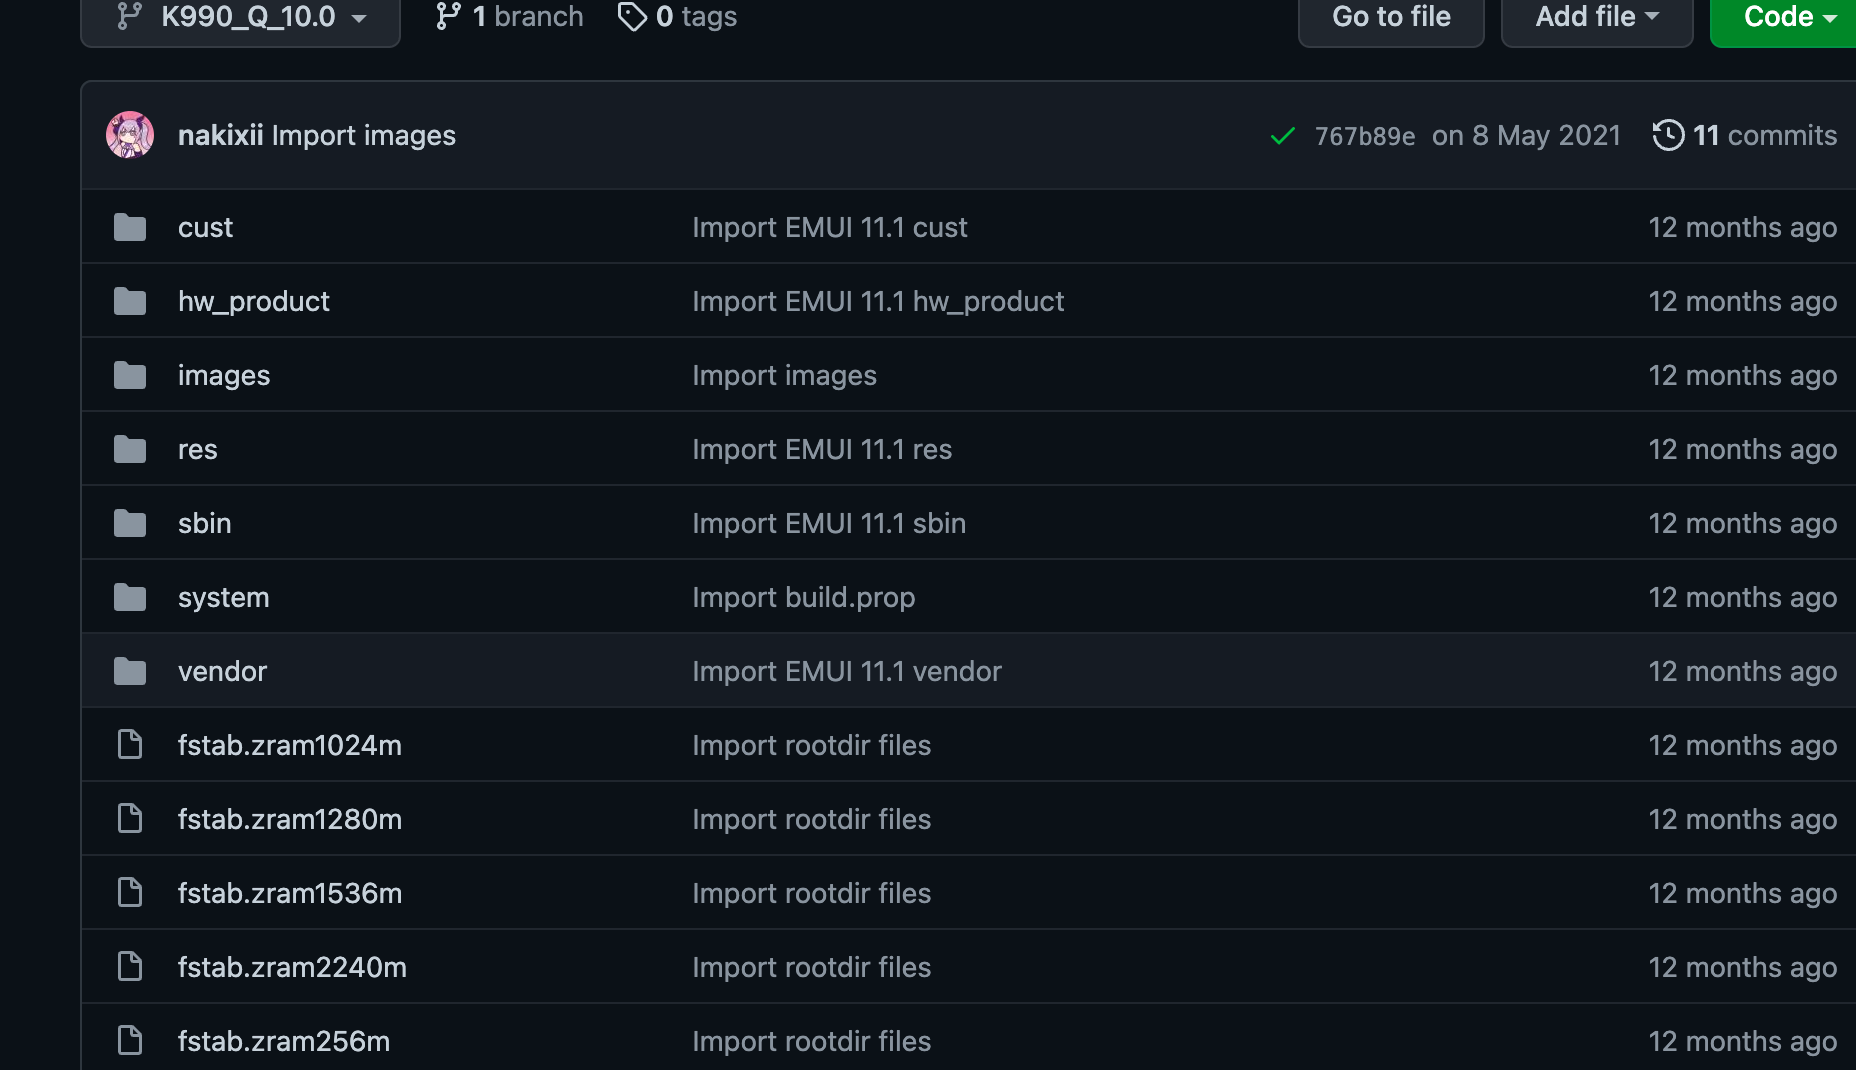 K990_Q_10.0 1 branch 0 tags Go to file Add file Code
nakixii Import images 767b89e on 8 May 2021 11 commits
cust Import EMUI 11.1 cust 12 months ago
hw_product Import EMUI 11.1 hw_product 12 months ago
images Import images 12 months ago
res Import EMUI 11.1 res 12 months ago
sbin Import EMUI 11.1 sbin 12 months ago
system Import build.prop 12 months ago
vendor Import EMUI 11.1 vendor 12 months ago
fstab.zram1024m Import rootdir files 12 months ago
fstab.zram1280m Import rootdir files 12 months ago
fstab.zram1536m Import rootdir files 12 months ago
fstab.zram2240m Import rootdir files 12 months ago
fstab.zram256m Import rootdir files 12 months ago